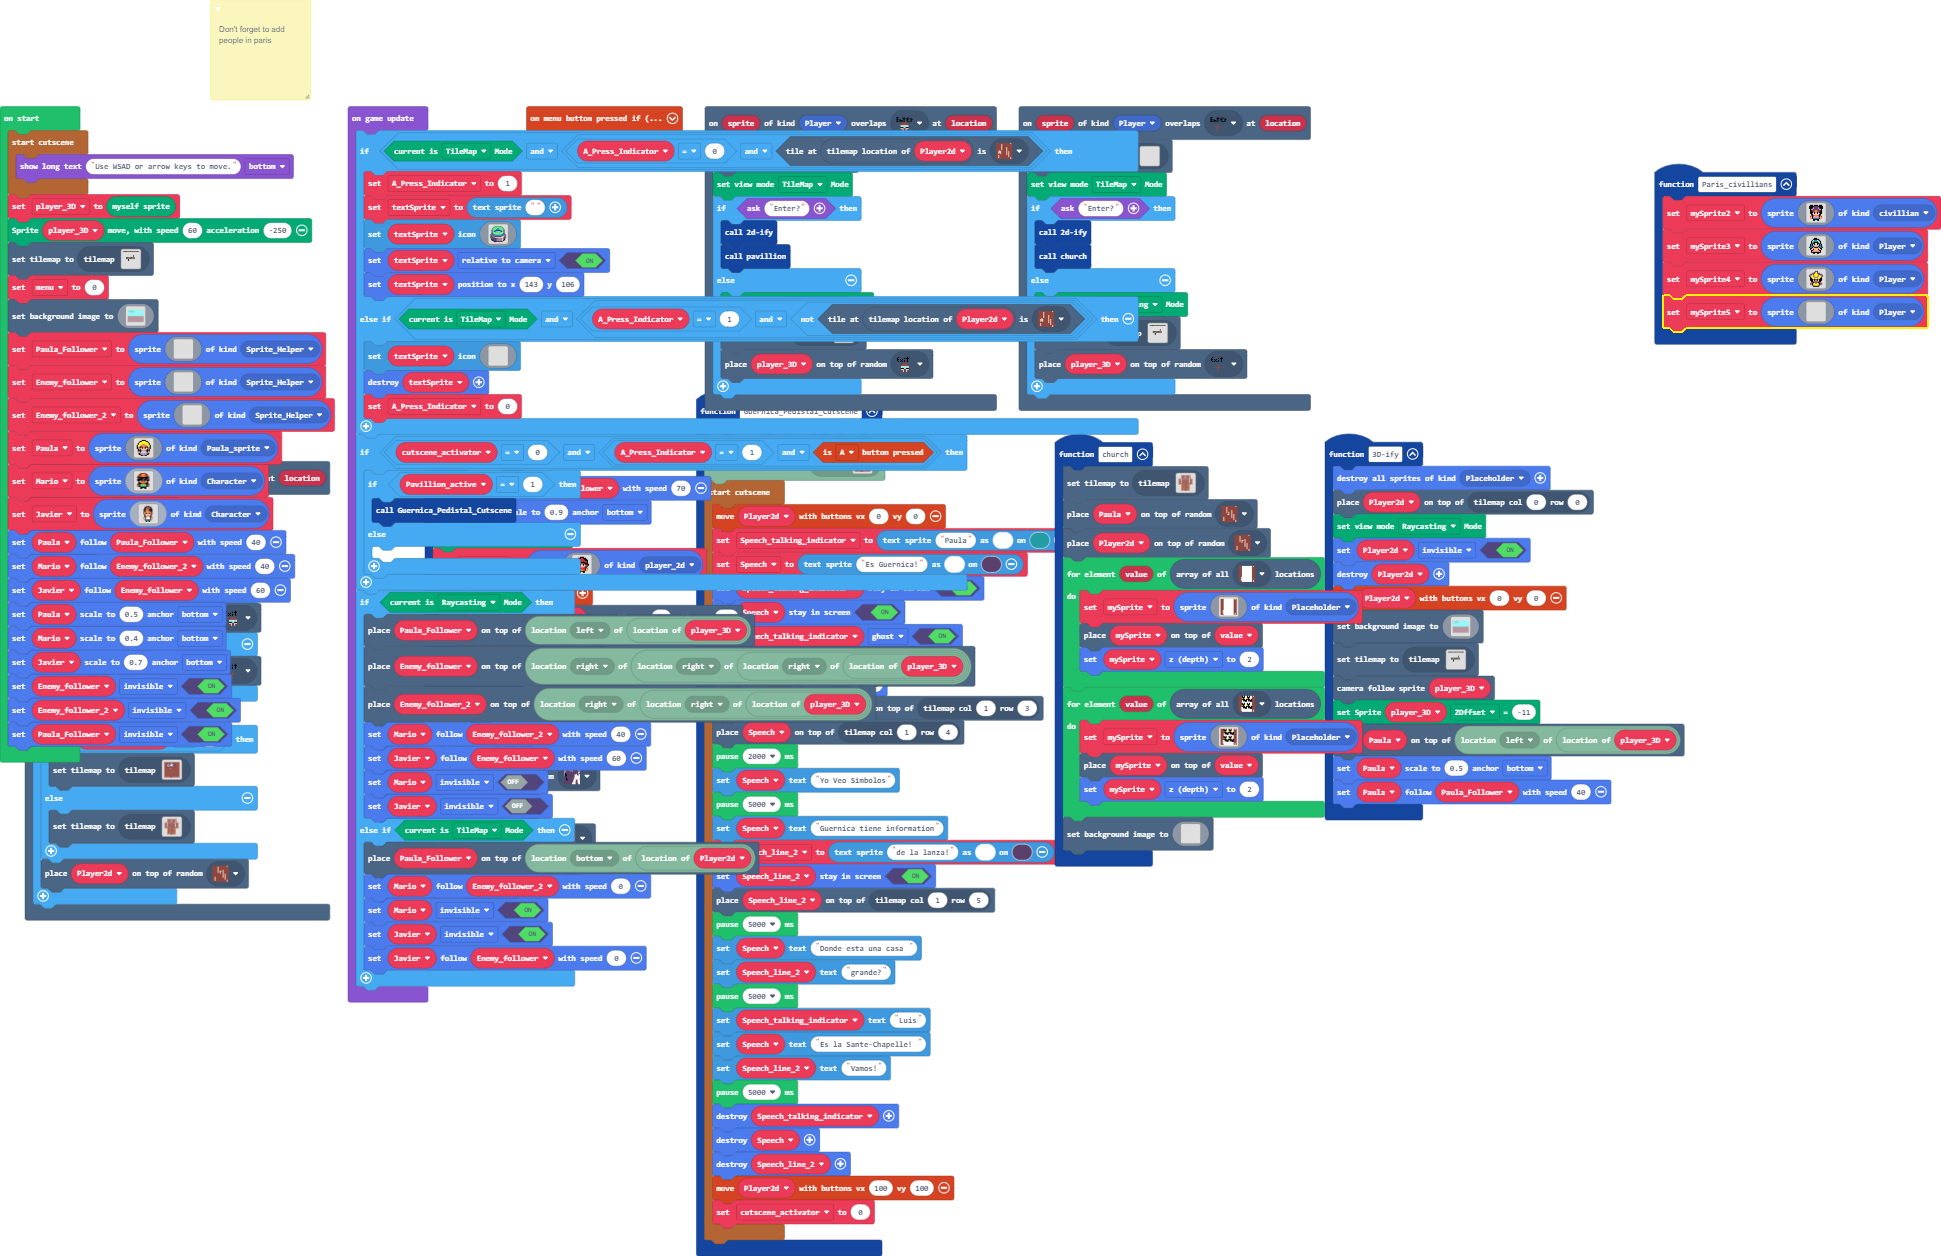 Don't forget to add
people in paris
on start
start cutscene
show long text "Use WSAD or arrow keys to move." bottom
set player_3D to myself sprite
Sprite player_3D move, with speed 60 acceleration -250
set tilemap to tilemap
set menu to 0
set background image to
set Paula_Follower to sprite of kind Sprite_Helper
set Enemy_follower to sprite of kind Sprite_Helper
set Enemy_follower_2 to sprite of kind Sprite_Helper
set Paula to sprite of kind Paula_sprite
set Mario to sprite of kind Character
set Javier to sprite of kind Character
set Paula follow Paula_Follower with speed 40
set Mario follow Enemy_follower_2 with speed 40
set Javier follow Enemy_follower with speed 60
set Paula scale to 0.5 anchor bottom
set Mario scale to 0.4 anchor bottom
set Javier scale to 0.7 anchor bottom
set Enemy_follower invisible ON
set Enemy_follower_2 invisible ON
set Paula_Follower invisible ON
location
then
set tilemap to tilemap
else
set tilemap to tilemap
place Player2d on top of random
on game update
if current is TileMap Mode and A_Press_Indicator = 0 and tile at tilemap location of Player2d is then
set A_Press_Indicator to 1
set textSprite to text sprite " "
set textSprite icon
set textSprite relative to camera ON
set textSprite position to x 143 y 106
else if current is TileMap Mode and A_Press_Indicator = 1 and not tile at tilemap location of Player2d is then
set textSprite icon
destroy textSprite
set A_Press_Indicator to 0
if cutscene_activator = 0 and A_Press_Indicator = 1 and is A button pressed then
if Pavillion_active = 1 then
call Guernica_Pedistal_Cutscene
else
with speed 70
to 0.9 anchor bottom
of kind player_2d
if current is Raycasting Mode then
place Paula_Follower on top of location left of location of player_3D
place Enemy_follower on top of location right of location right of location right of location of player_3D
place Enemy_follower_2 on top of location right of location right of location of player_3D
set Mario follow Enemy_follower_2 with speed 40
set Javier follow Enemy_follower with speed 60
set Mario invisible OFF
set Javier invisible OFF
else if current is TileMap Mode then
place Paula_Follower on top of location bottom of location of Player2d
set Mario follow Enemy_follower_2 with speed 0
set Mario invisible ON
set Javier invisible ON
set Javier follow Enemy_follower with speed 0
on menu button pressed if (...
on sprite of kind Player overlaps at location
set view mode TileMap Mode
if ask "Enter?" then
call 2d-ify
call pavillion
else
place player_3D on top of random
on sprite of kind Player overlaps at location
set view mode TileMap Mode
if ask "Enter?" then
call 2d-ify
call church
else
Mode
place player_3D on top of random
function Guernica_Pedistal_Cutscene
start cutscene
move Player2d with buttons vx 0 vy 0
set Speech_talking_indicator to text sprite "Paula" as on
set Speech to text sprite "Es Guernica!" as on
Speech stay in screen ON
talking_indicator ghost ON
on top of tilemap col 1 row 3
place Speech on top of tilemap col 1 row 4
pause 2000 ms
set Speech text "Yo Veo Simbolos"
pause 5000 ms
set Speech text "Guernica tiene information"
line_2 to text sprite "de la lanza!" as on
set Speech_line_2 stay in screen ON
place Speech_line_2 on top of tilemap col 1 row 5
pause 5000 ms
set Speech text "Donde esta una casa "
set Speech_line_2 text "grande?"
pause 5000 ms
set Speech_talking_indicator text "Luis"
set Speech text "Es la Sante-Chapelle! "
set Speech_line_2 text "Vamos!"
pause 5000 ms
destroy Speech_talking_indicator
destroy Speech
destroy Speech_line_2
move Player2d with buttons vx 100 vy 100
set cutscene_activator to 0
function church
set tilemap to tilemap
place Paula on top of random
place Player2d on top of random
for element value of array of all locations
do
set mySprite to sprite of kind Placeholder
place mySprite on top of value
set mySprite z (depth) to 2
for element value of array of all locations
do
set mySprite to sprite of kind Placeholder
place mySprite on top of value
set mySprite z (depth) to 2
set background image to
function 3D-ify
destroy all sprites of kind Placeholder
place Player2d on top of tilemap col 0 row 0
set view mode Raycasting Mode
set Player2d invisible ON
destroy Player2d
Player2d with buttons vx 0 vy 0
set background image to
set tilemap to tilemap
camera follow sprite player_3D
set Sprite player_3D ZOffset = -11
Paula on top of location left of location of player_3D
set Paula scale to 0.5 anchor bottom
set Paula follow Paula_Follower with speed 40
function Paris_civillians
set mySprite2 to sprite of kind civillian
set mySprite3 to sprite of kind Player
set mySprite4 to sprite of kind Player
set mySprite5 to sprite of kind Player